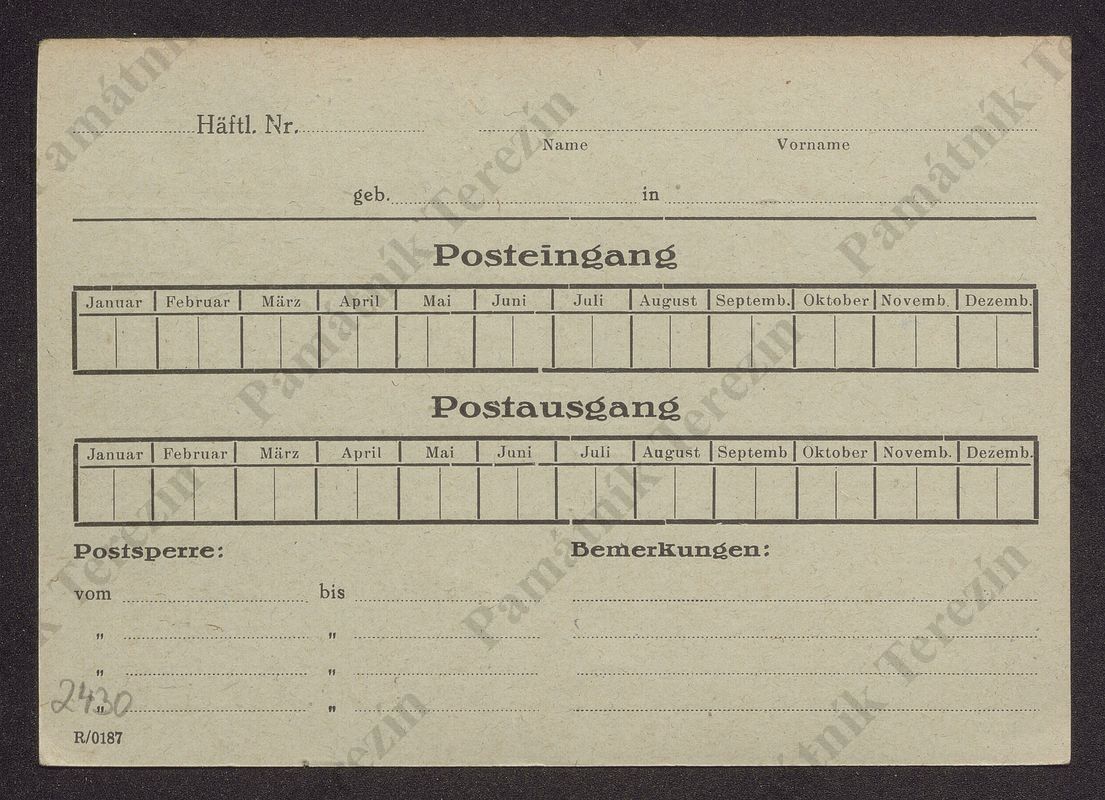 Häftl. Nr.
Name Vorname
geb. in
Posteingang
Januar Februar März April Mai Juni Juli August Septemb. Oktober Novemb. Dezemb.
Postausgang
Januar Februar März April Mai Juni Juli August Septemb Oktober Novemb. Dezemb.
Postsperre: Bemerkungen:
vom bis
" "
" "
2430
" "
R/0187
Památník Terezín